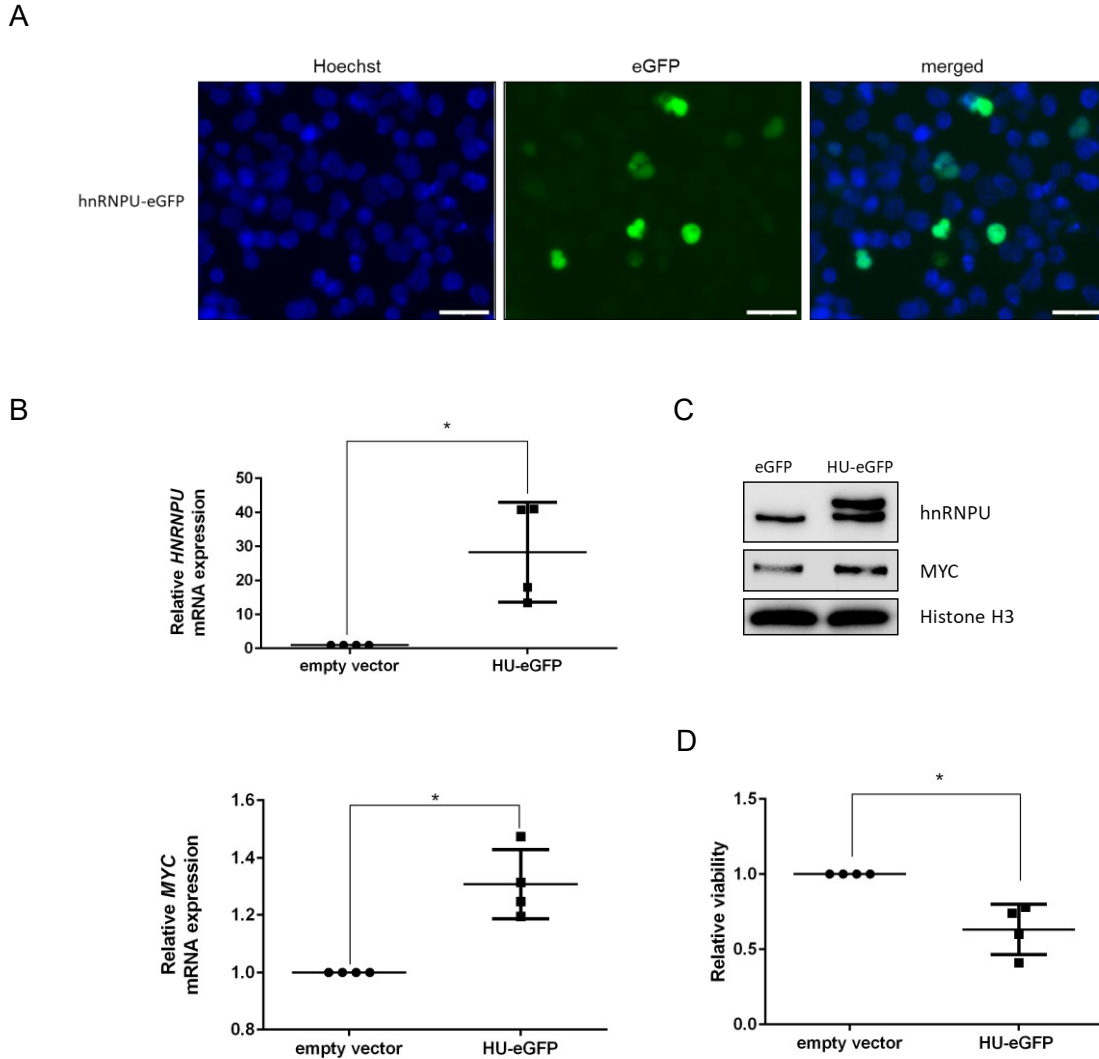 A
Hoechst
eGFP
merged
hnRNPU-eGFP
B
*
Relative HNRNPU
mRNA expression
50
40
30
20
10
0
empty vector
HU-eGFP
C
eGFP
HU-eGFP
hnRNPU
MYC
Histone H3
*
Relative MYC
mRNA expression
1.6
1.4
1.2
1.0
0.8
empty vector
HU-eGFP
D
*
Relative viability
1.5
1.0
0.5
0.0
empty vector
HU-eGFP